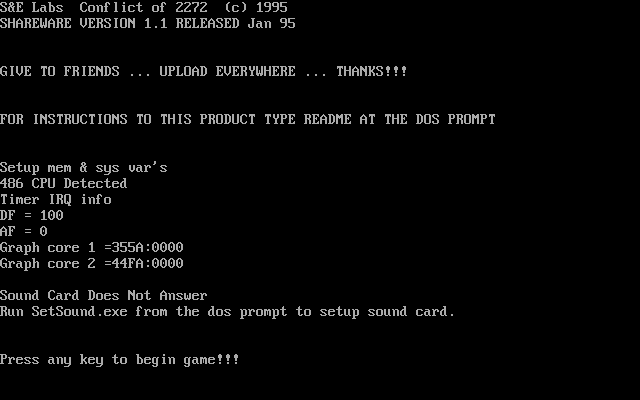 S&E Labs  Conflict of 2272  (c) 1995
SHAREWARE VERSION 1.1 RELEASED Jan 95
GIVE TO FRIENDS ... UPLOAD EVERYWHERE ... THANKS!!!
FOR INSTRUCTIONS TO THIS PRODUCT TYPE README AT THE DOS PROMPT
Setup mem & sys var's
486 CPU Detected
Timer IRQ info
DF = 100
AF = 0
Graph core 1 =355A:0000
Graph core 2 =44FA:0000
Sound Card Does Not Answer
Run SetSound.exe from the dos prompt to setup sound card.
Press any key to begin game!!!